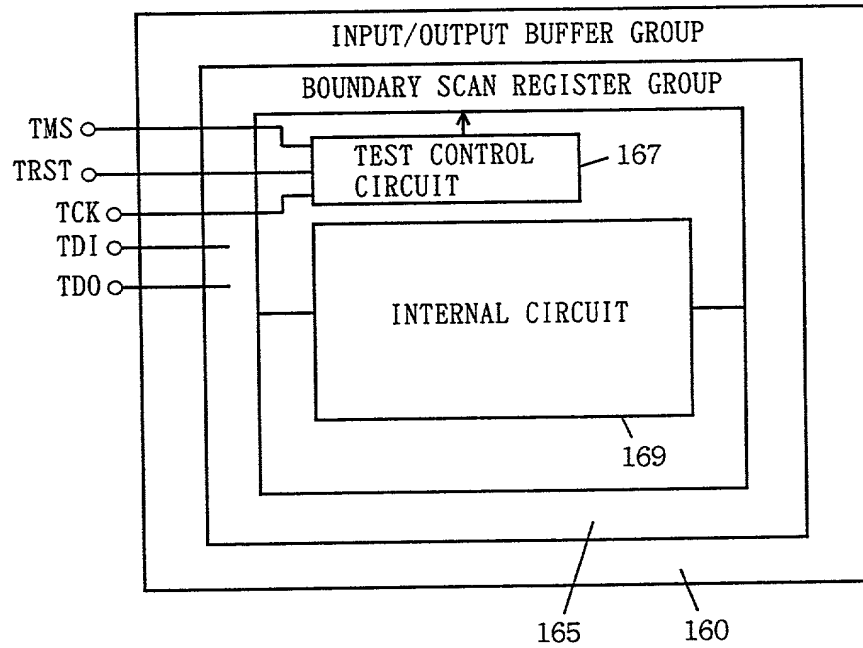 INPUT/OUTPUT BUFFER GROUP
BOUNDARY SCAN REGISTER GROUP
TMS
TRST
TCK
TDI
TDO
TEST CONTROL
CIRCUIT
167
INTERNAL CIRCUIT
169
165
160